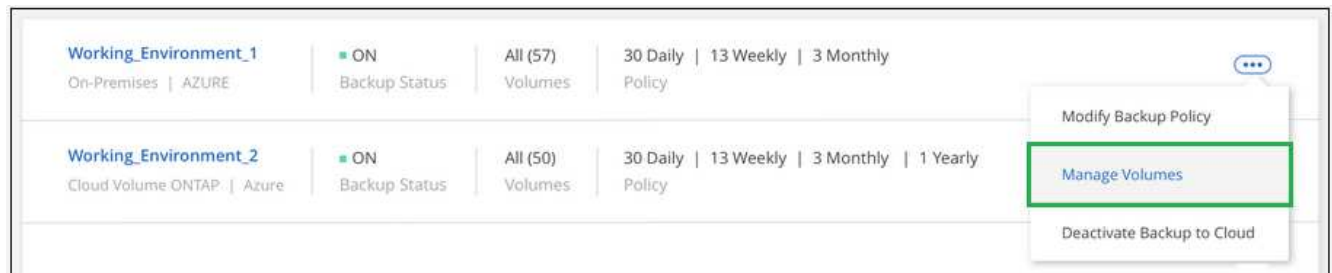 Working_Environment_1
ON
All (57)
30 Daily | 13 Weekly | 3 Monthly
On-Premises | AZURE
Backup Status
Volumes
Policy
Modify Backup Policy
Working_Environment_2
ON
All (50)
30 Daily | 13 Weekly | 3 Monthly | 1 Yearly
Manage Volumes
Cloud Volume ONTAP | Azure
Backup Status
Volumes
Policy
Deactivate Backup to Cloud